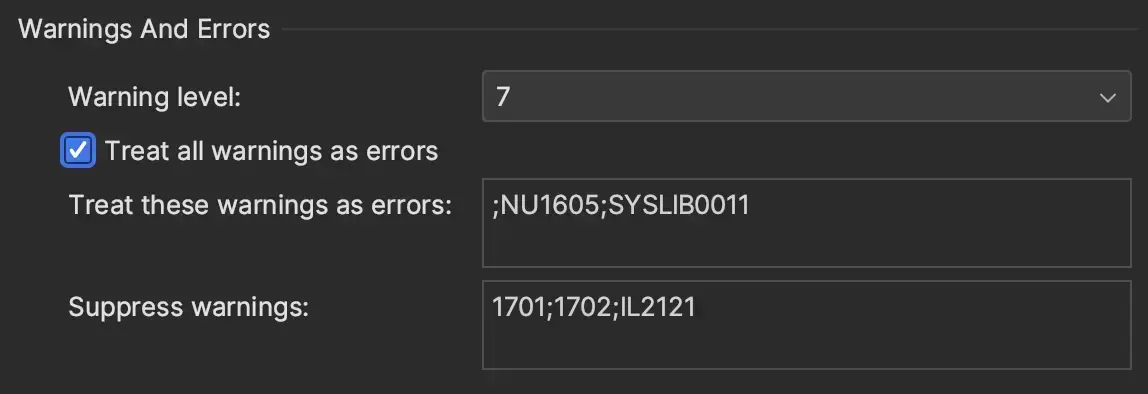 Warnings And Errors
Warning level: 7
Treat all warnings as errors
Treat these warnings as errors: ;NU1605;SYSLIB0011
Suppress warnings: 1701;1702;IL2121